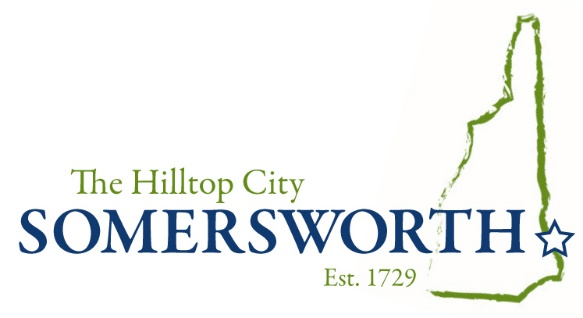 The Hilltop City
SOMERSWORTH
Est. 1729